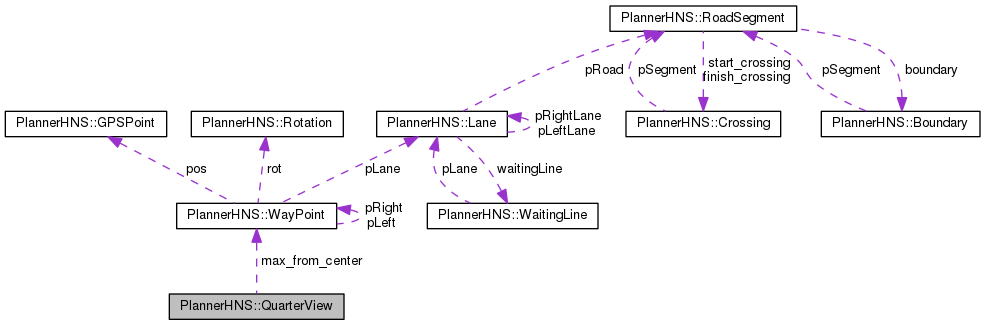 PlannerHNS::RoadSegment
pRoad
pSegment
start_crossing
finish_crossing
pSegment
boundary
PlannerHNS::GPSPoint
PlannerHNS::Rotation
PlannerHNS::Lane
pRightLane
pLeftLane
PlannerHNS::Crossing
PlannerHNS::Boundary
pos
rot
pLane
pLane
waitingLine
PlannerHNS::WayPoint
pRight
pLeft
PlannerHNS::WaitingLine
max_from_center
PlannerHNS::QuarterView